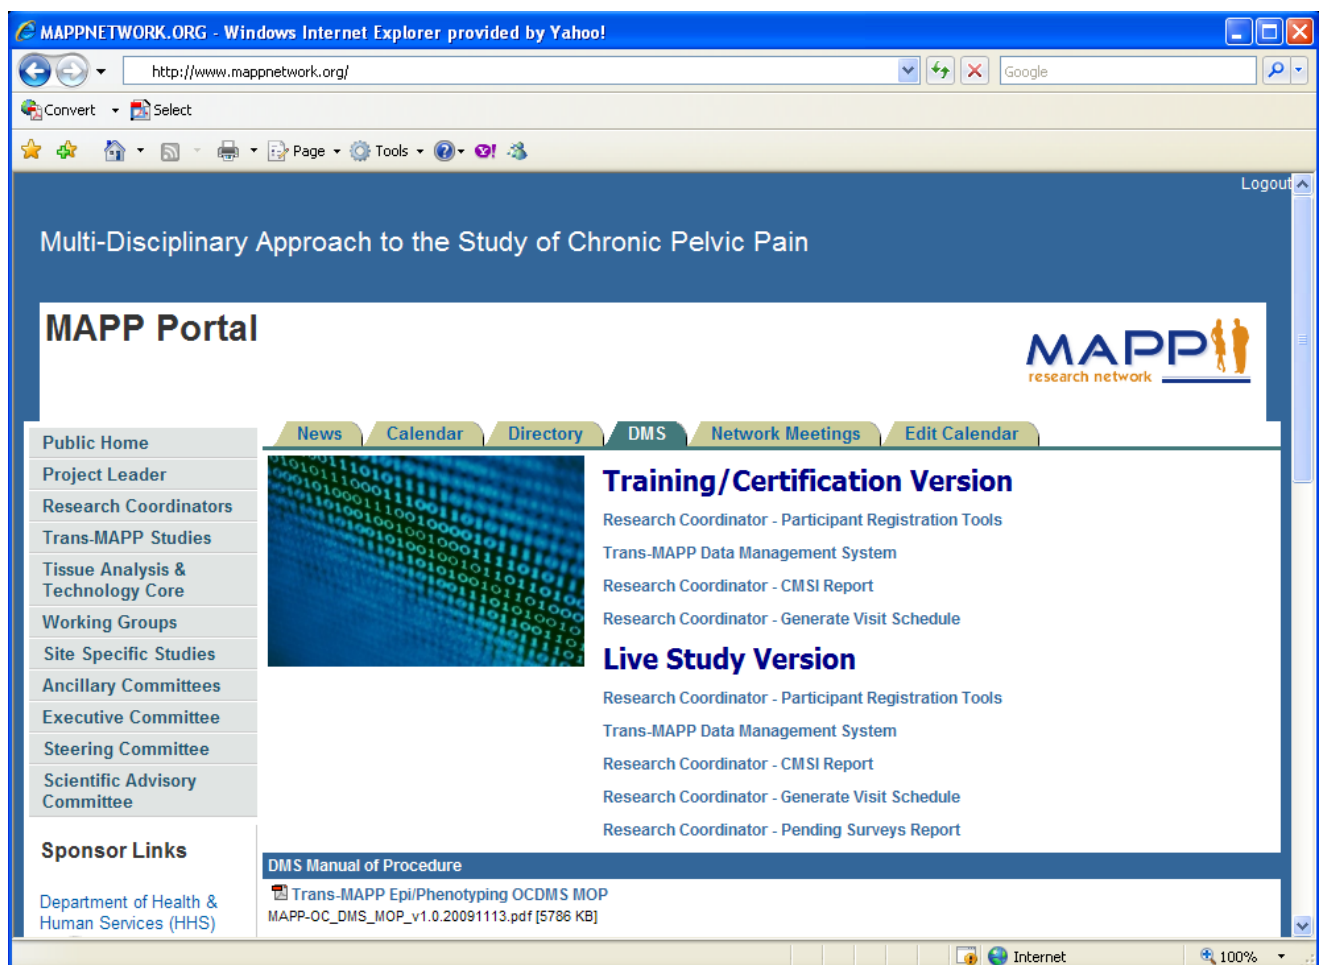 MAPPNETWORK.ORG - Windows Internet Explorer provided by Yahoo!
http://www.mappnetwork.org/
Google
Convert Select
Page Tools
Logout
Multi-Disciplinary Approach to the Study of Chronic Pelvic Pain
MAPP Portal
MAPP
research network
News Calendar Directory DMS Network Meetings Edit Calendar
Public Home
Project Leader
Research Coordinators
Trans-MAPP Studies
Tissue Analysis &
Technology Core
Working Groups
Site Specific Studies
Ancillary Committees
Executive Committee
Steering Committee
Scientific Advisory
Committee
Sponsor Links
Department of Health &
Human Services (HHS)
Training/Certification Version
Research Coordinator - Participant Registration Tools
Trans-MAPP Data Management System
Research Coordinator - CMSI Report
Research Coordinator - Generate Visit Schedule
Live Study Version
Research Coordinator - Participant Registration Tools
Trans-MAPP Data Management System
Research Coordinator - CMSI Report
Research Coordinator - Generate Visit Schedule
Research Coordinator - Pending Surveys Report
DMS Manual of Procedure
Trans-MAPP Epi/Phenotyping OCDMS MOP
MAPP-OC_DMS_MOP_v1.0.20091113.pdf [5786 KB]
Internet
100%